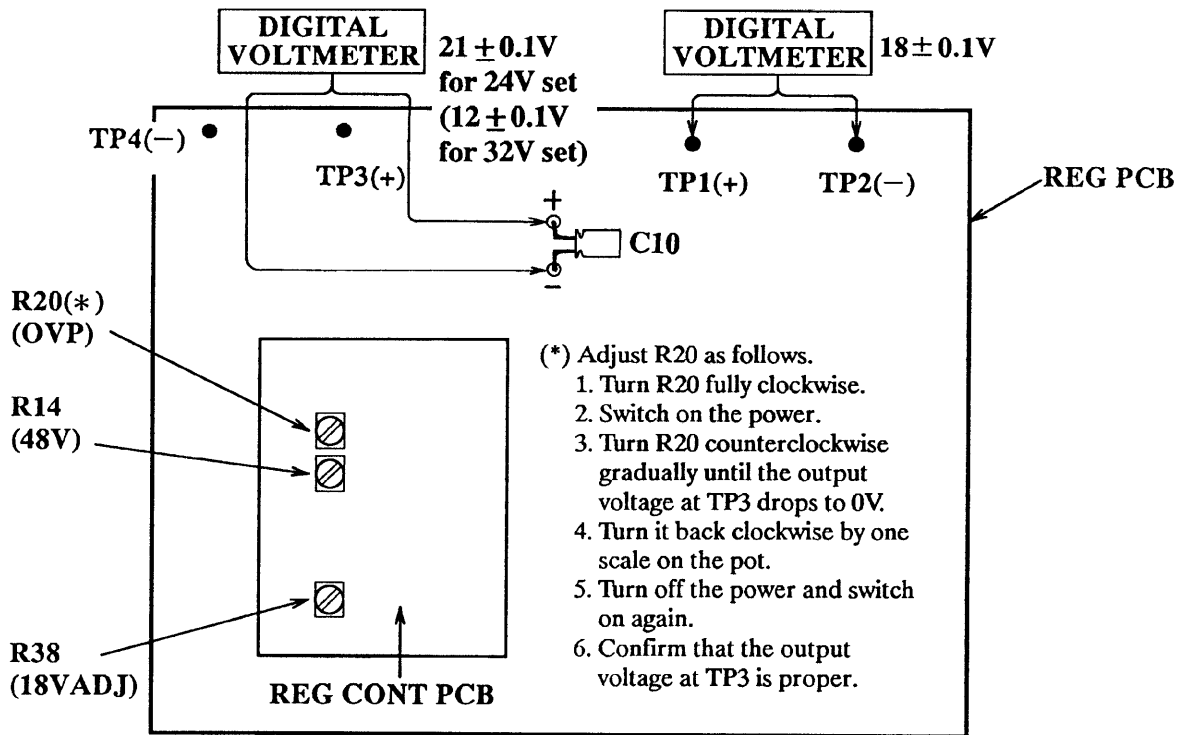 DIGITAL
VOLTMETER
21 ± 0.1V
for 24V set
(12 ± 0.1V
for 32V set)
DIGITAL
VOLTMETER
18 ± 0.1V
TP4(−)
TP3(+)
TP1(+)
TP2(−)
REG PCB
+
C10
−
R20(*)
(OVP)
R14
(48V)
R38
(18VADJ)
REG CONT PCB
(*) Adjust R20 as follows.
1. Turn R20 fully clockwise.
2. Switch on the power.
3. Turn R20 counterclockwise
gradually until the output
voltage at TP3 drops to 0V.
4. Turn it back clockwise by one
scale on the pot.
5. Turn off the power and switch
on again.
6. Confirm that the output
voltage at TP3 is proper.